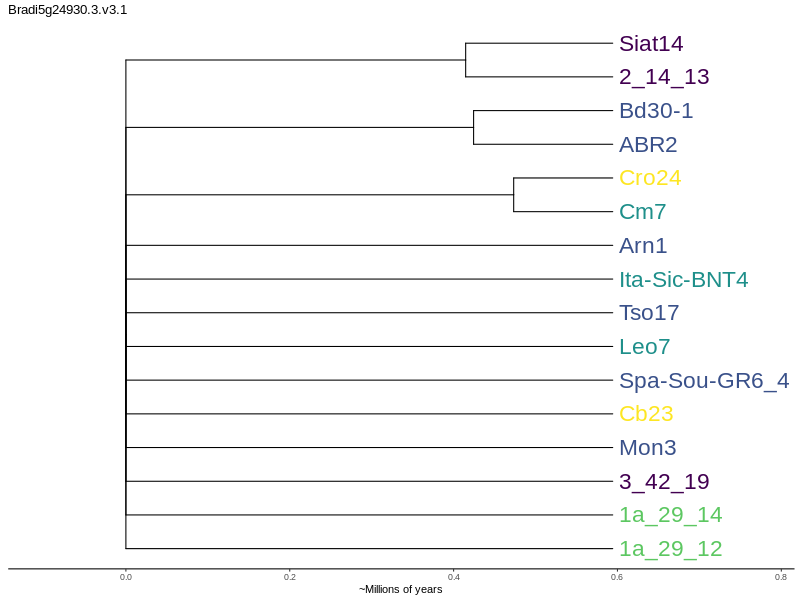 Bradi5g24930.3.v3.1
Siat14
2_14_13
Bd30-1
ABR2
Cro24
Cm7
Arn1
Ita-Sic-BNT4
Tso17
Leo7
Spa-Sou-GR6_4
Cb23
Mon3
3_42_19
1a_29_14
1a_29_12
0.0 0.2 0.4 0.6 0.8
~Millions of years